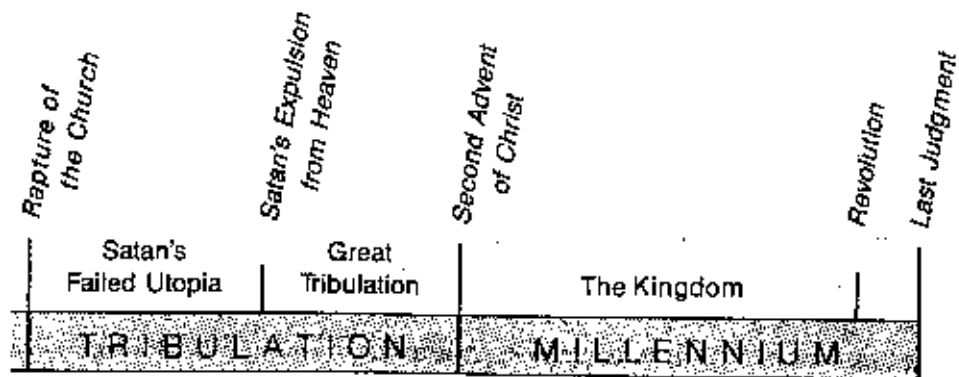 Rapture of
the Church
Satan's Expulsion
from Heaven
Second Advent
of Christ
Revolution
Last Judgment
Satan's
Failed Utopia
Great
Tribulation
The Kingdom
TRIBULATION
MILLENNIUM